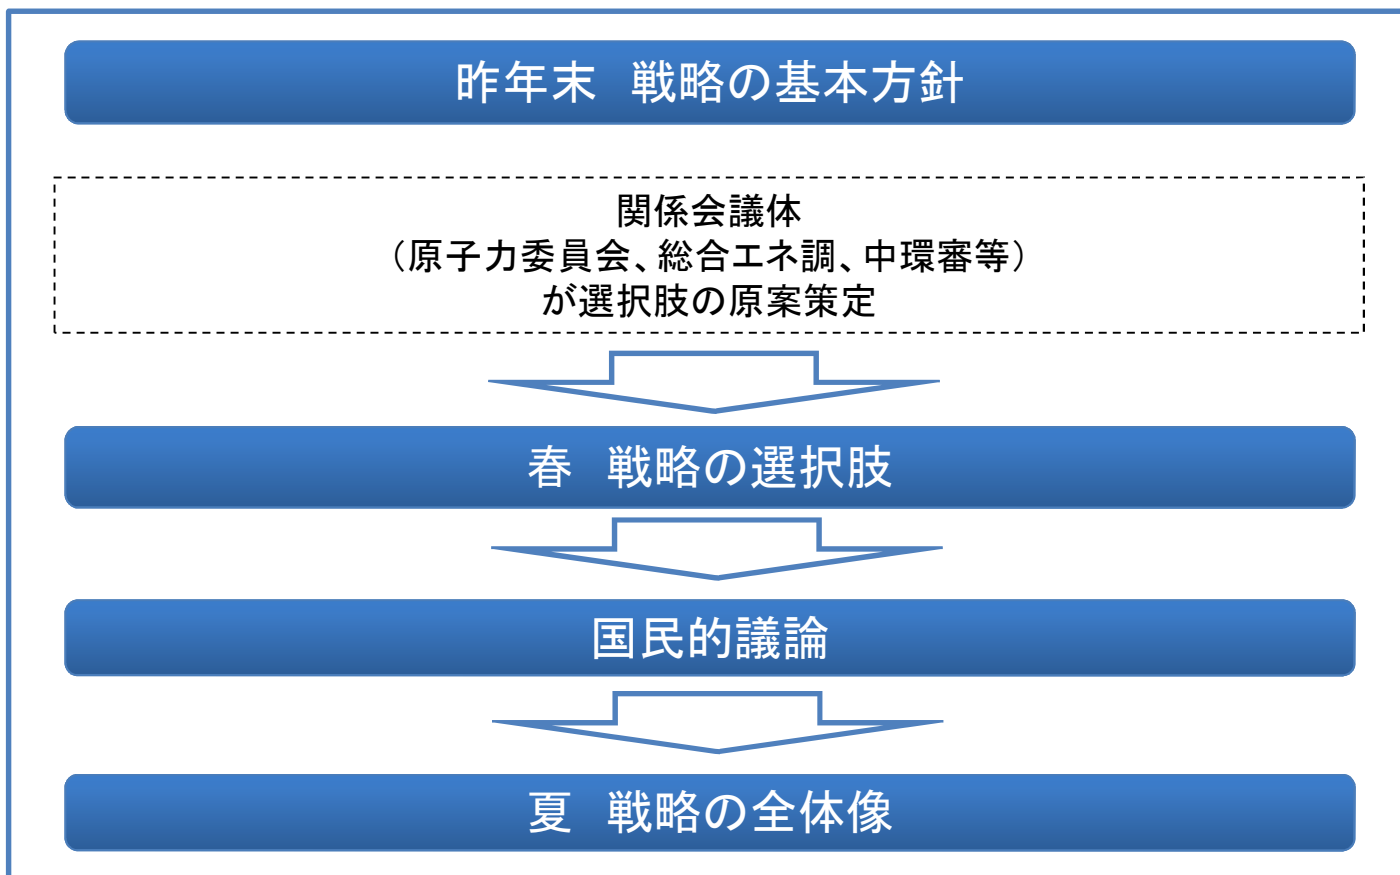 昨年末　戦略の基本方針
関係会議体
（原子力委員会、総合エネ調、中環審等）
が選択肢の原案策定
春　戦略の選択肢
国民的議論
夏　戦略の全体像